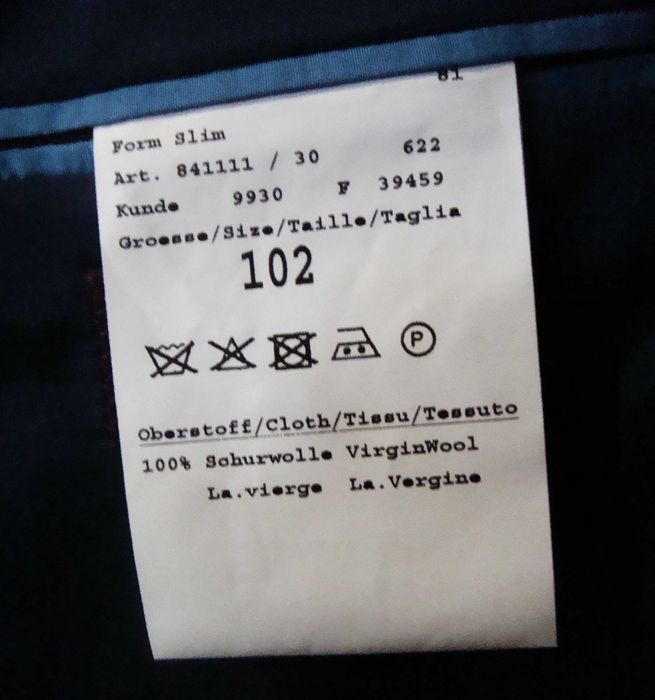 81
Form Slim
Art. 841111 / 30 622
Kunde 9930 F 39459
Groesse/Size/Taille/Taglia
102
P
Oberstoff/Cloth/Tissu/Tessuto
100% Schurwolle VirginWool
La.vierge La.Vergine